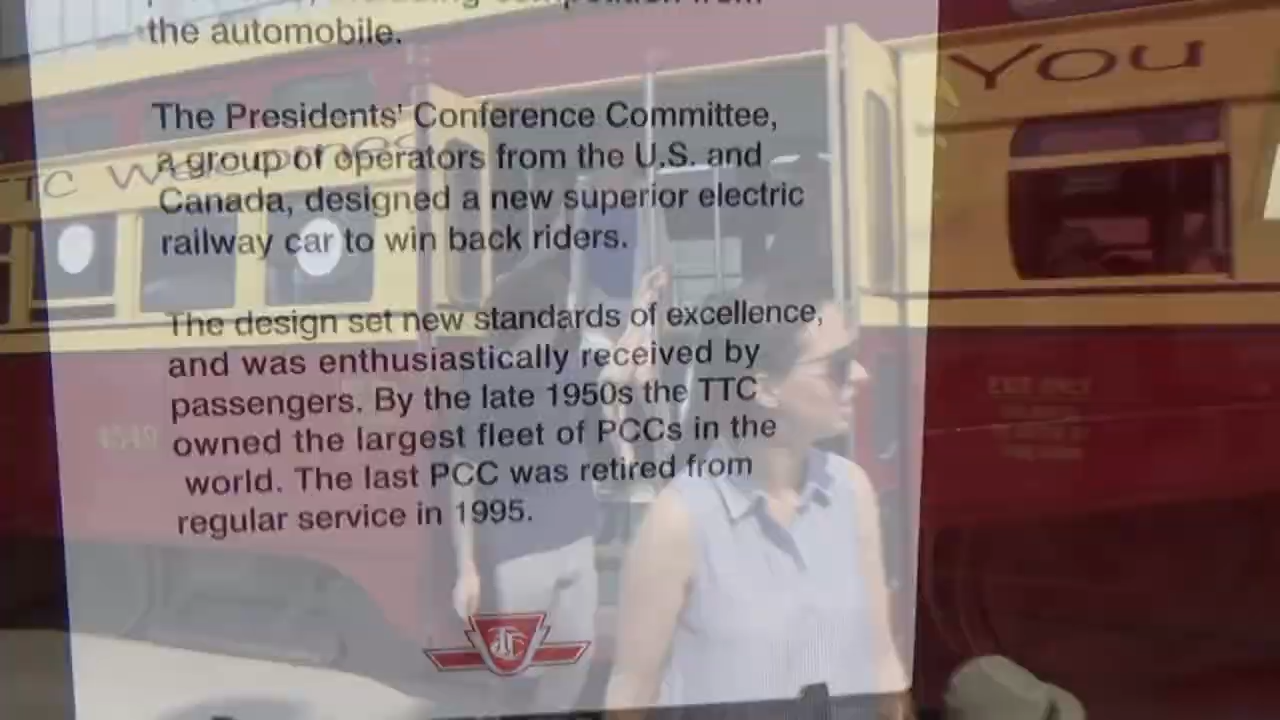 the automobile.
The Presidents' Conference Committee,
a group of operators from the U.S. and
Canada, designed a new superior electric
railway car to win back riders.
The design set new standards of excellence,
and was enthusiastically received by
passengers. By the late 1950s the TTC
owned the largest fleet of PCCs in the
world. The last PCC was retired from
regular service in 1995.
TTC
TTC Welcomes
You
4549